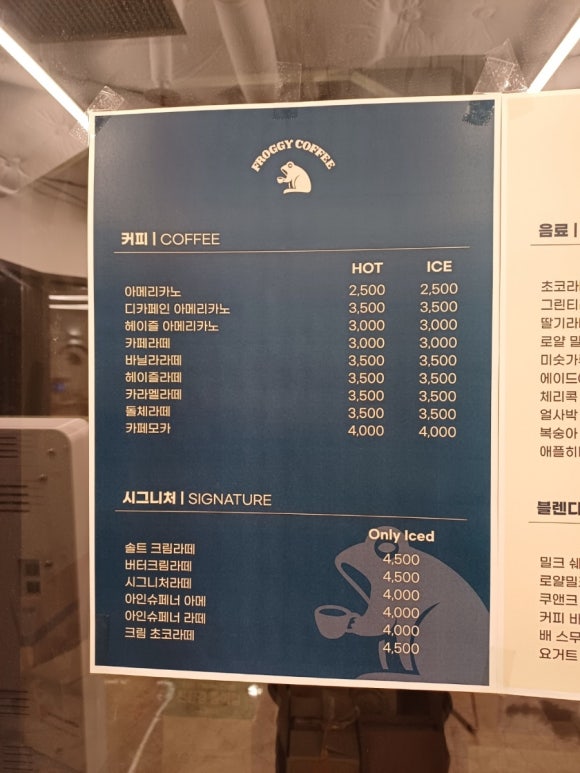 FROGGY COFFEE
커피 | COFFEE
HOT ICE
아메리카노 2,500 2,500
디카페인 아메리카노 3,500 3,500
헤이즐 아메리카노 3,000 3,000
카페라떼 3,000 3,000
바닐라라떼 3,500 3,500
헤이즐라떼 3,500 3,500
카라멜라떼 3,500 3,500
돌체라떼 3,500 3,500
카페모카 4,000 4,000
시그니처 | SIGNATURE
Only Iced
솔트 크림라떼 4,500
버터크림라떼 4,500
시그니처라떼 4,000
아인슈페너 아메 4,000
아인슈페너 라떼 4,000
크림 초코라떼 4,500
음료 |
초코라
그린티
딸기라
로얄 밀
미숫가
에이드
체리콕
얼사박
복숭아
애플히
블렌디
밀크 쉐
로얄밀
쿠앤크
커피 바
배 스무
요거트